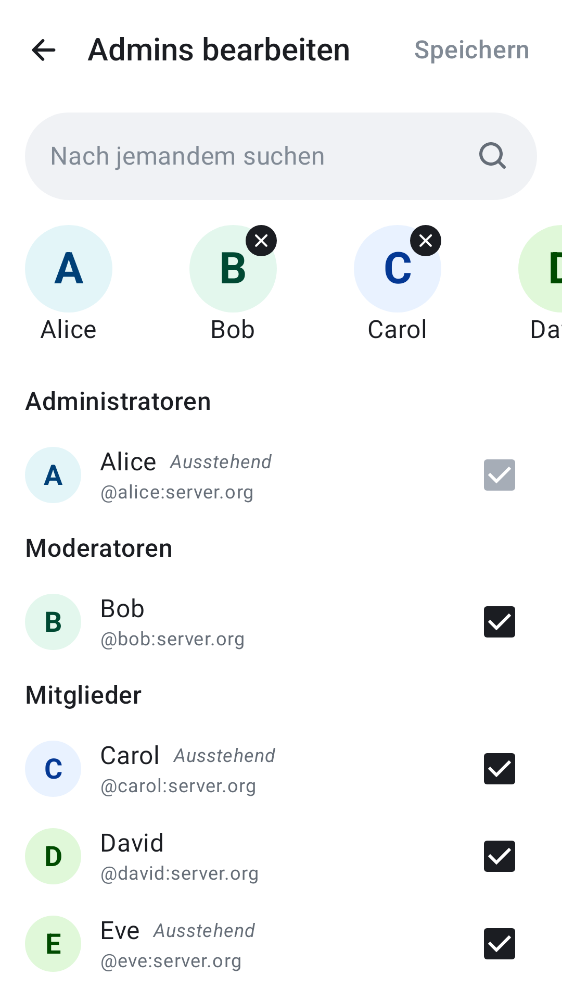 Admins bearbeiten Speichern
Nach jemandem suchen
A B C D
Alice Bob Carol Da
Administratoren
A Alice Ausstehend
@alice:server.org
Moderatoren
B Bob
@bob:server.org
Mitglieder
C Carol Ausstehend
@carol:server.org
D David
@david:server.org
E Eve Ausstehend
@eve:server.org